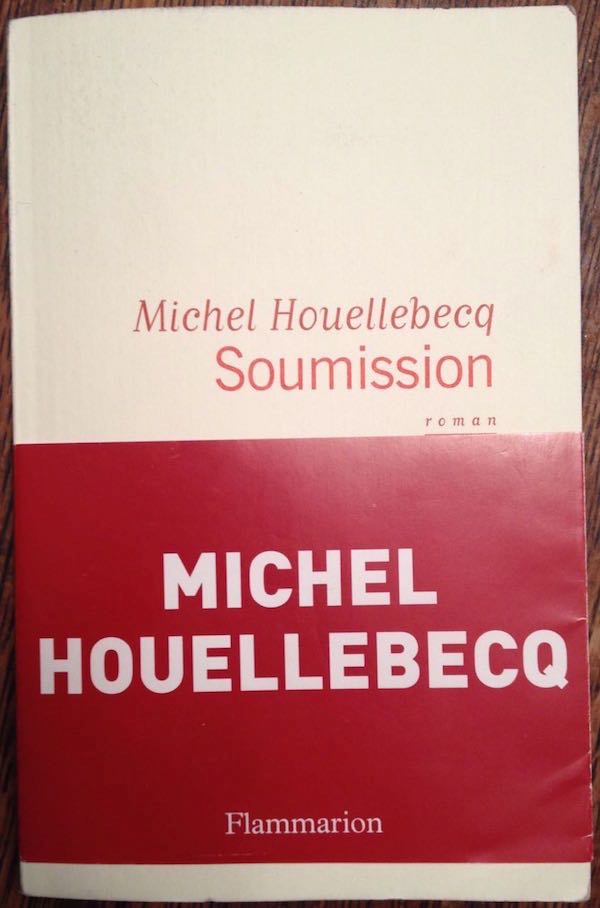 Michel Houellebecq
Soumission
roman
MICHEL
HOUELLEBECQ
Flammarion